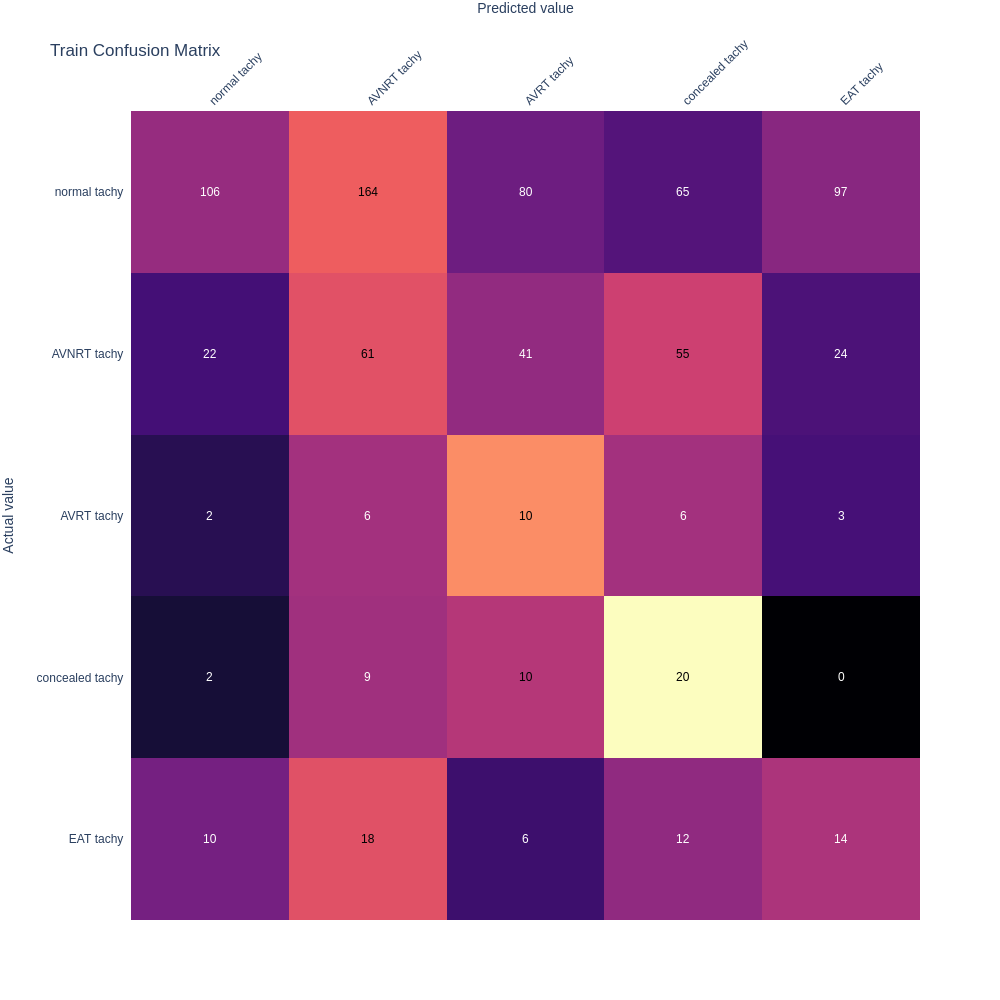 Predicted value
Train Confusion Matrix
normal tachy AVNRT tachy AVRT tachy concealed tachy EAT tachy
normal tachy 106 164 80 65 97
AVNRT tachy 22 61 41 55 24
AVRT tachy 2 6 10 6 3
concealed tachy 2 9 10 20 0
EAT tachy 10 18 6 12 14
Actual value